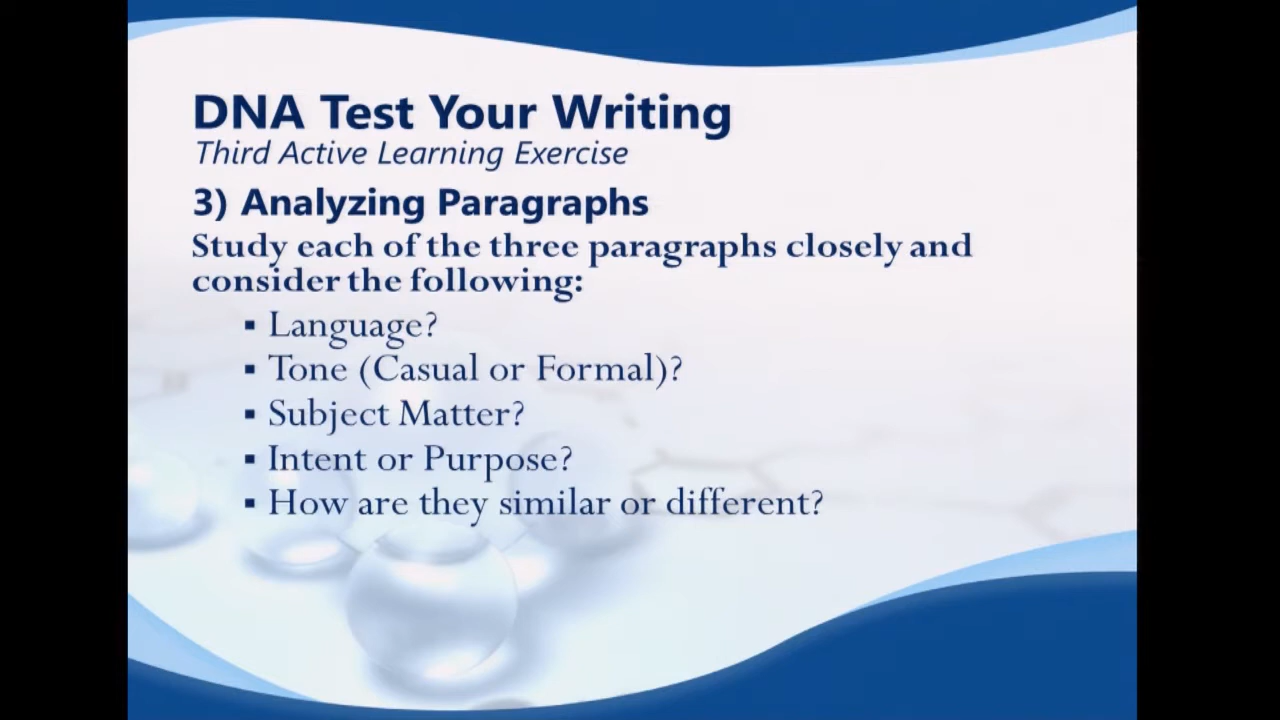 DNA Test Your Writing
Third Active Learning Exercise
3) Analyzing Paragraphs
Study each of the three paragraphs closely and
consider the following:
▪ Language?
▪ Tone (Casual or Formal)?
▪ Subject Matter?
▪ Intent or Purpose?
▪ How are they similar or different?